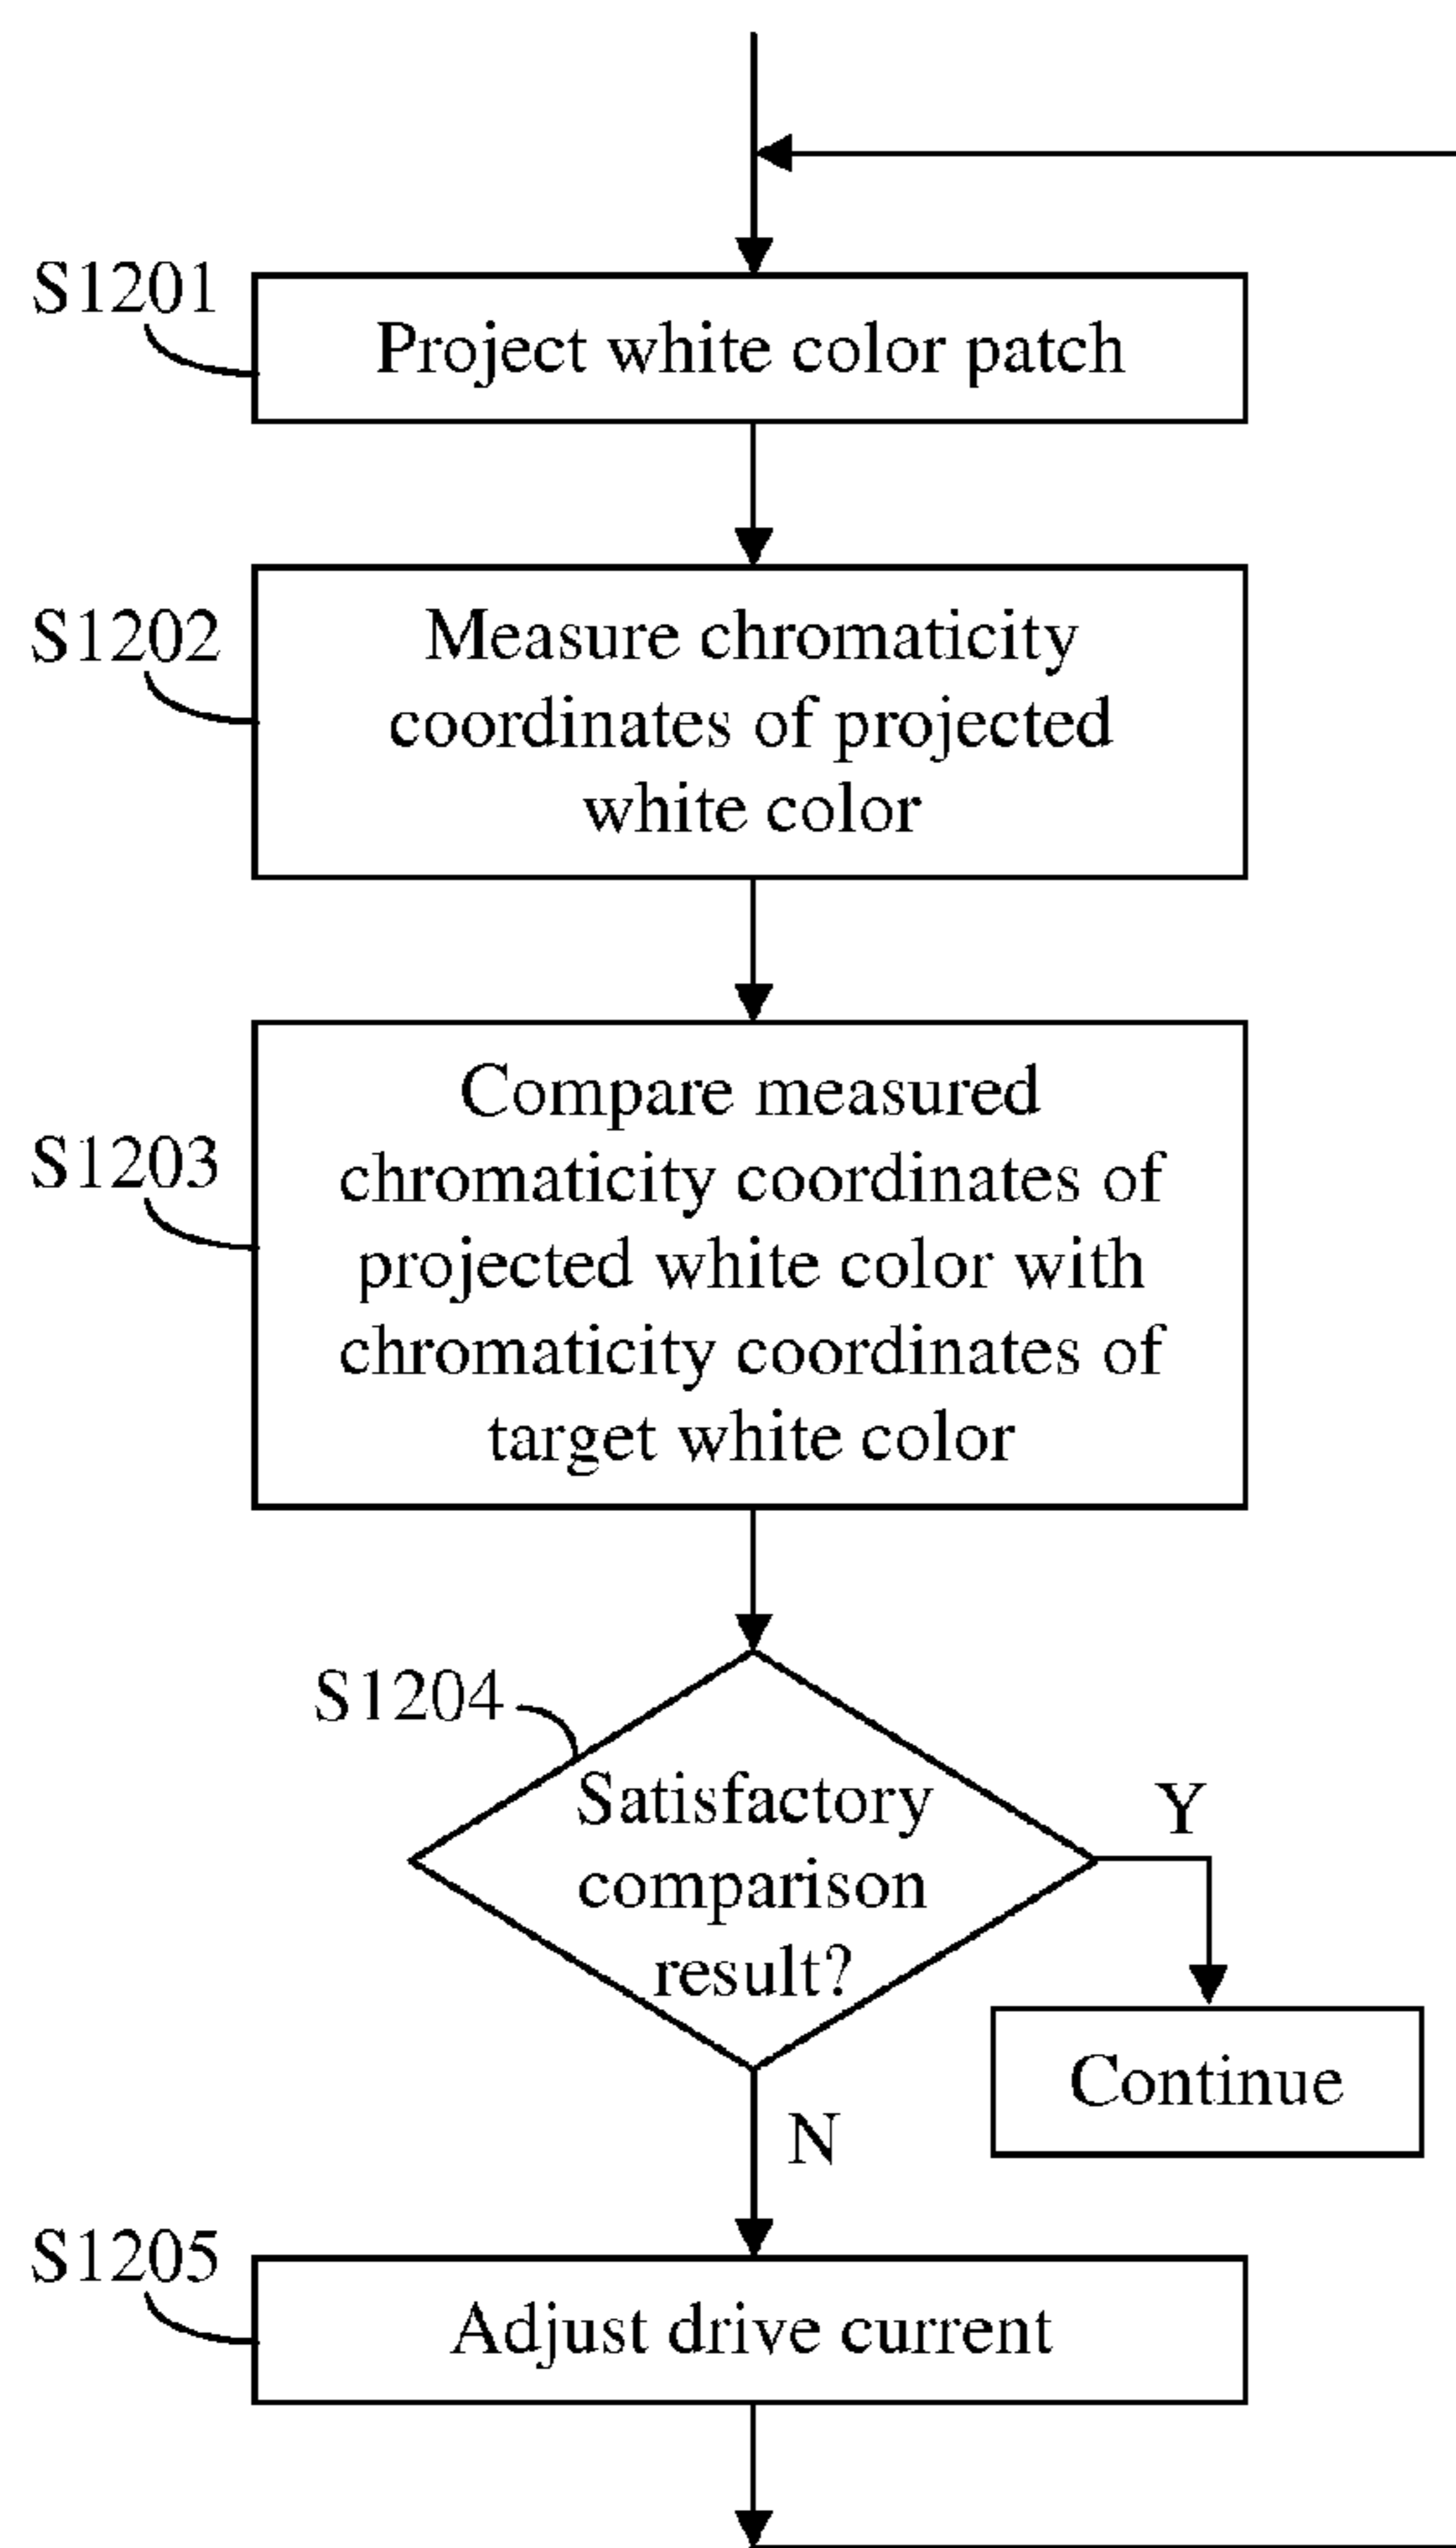 S1201
Project white color patch
S1202
Measure chromaticity
coordinates of projected
white color
S1203
Compare measured
chromaticity coordinates of
projected white color with
chromaticity coordinates of
target white color
S1204
Satisfactory
comparison
result?
Y
Continue
N
S1205
Adjust drive current